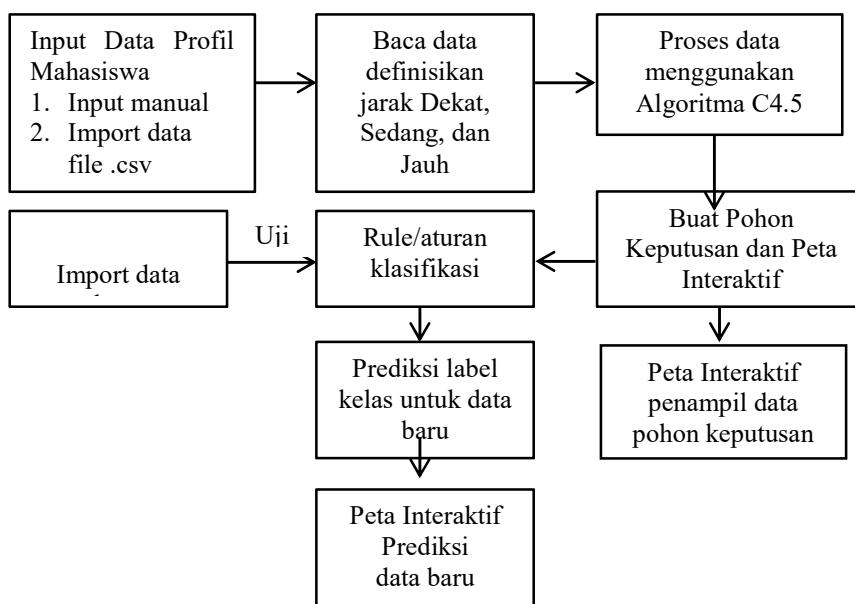 Input Data Profil
Mahasiswa
1. Input manual
2. Import data
file .csv
Baca data
definisikan
jarak Dekat,
Sedang, dan
Jauh
Proses data
menggunakan
Algoritma C4.5
Import data
Uji
Rule/aturan
klasifikasi
Buat Pohon
Keputusan dan Peta
Interaktif
Prediksi label
kelas untuk data
baru
Peta Interaktif
penampil data
pohon keputusan
Peta Interaktif
Prediksi
data baru